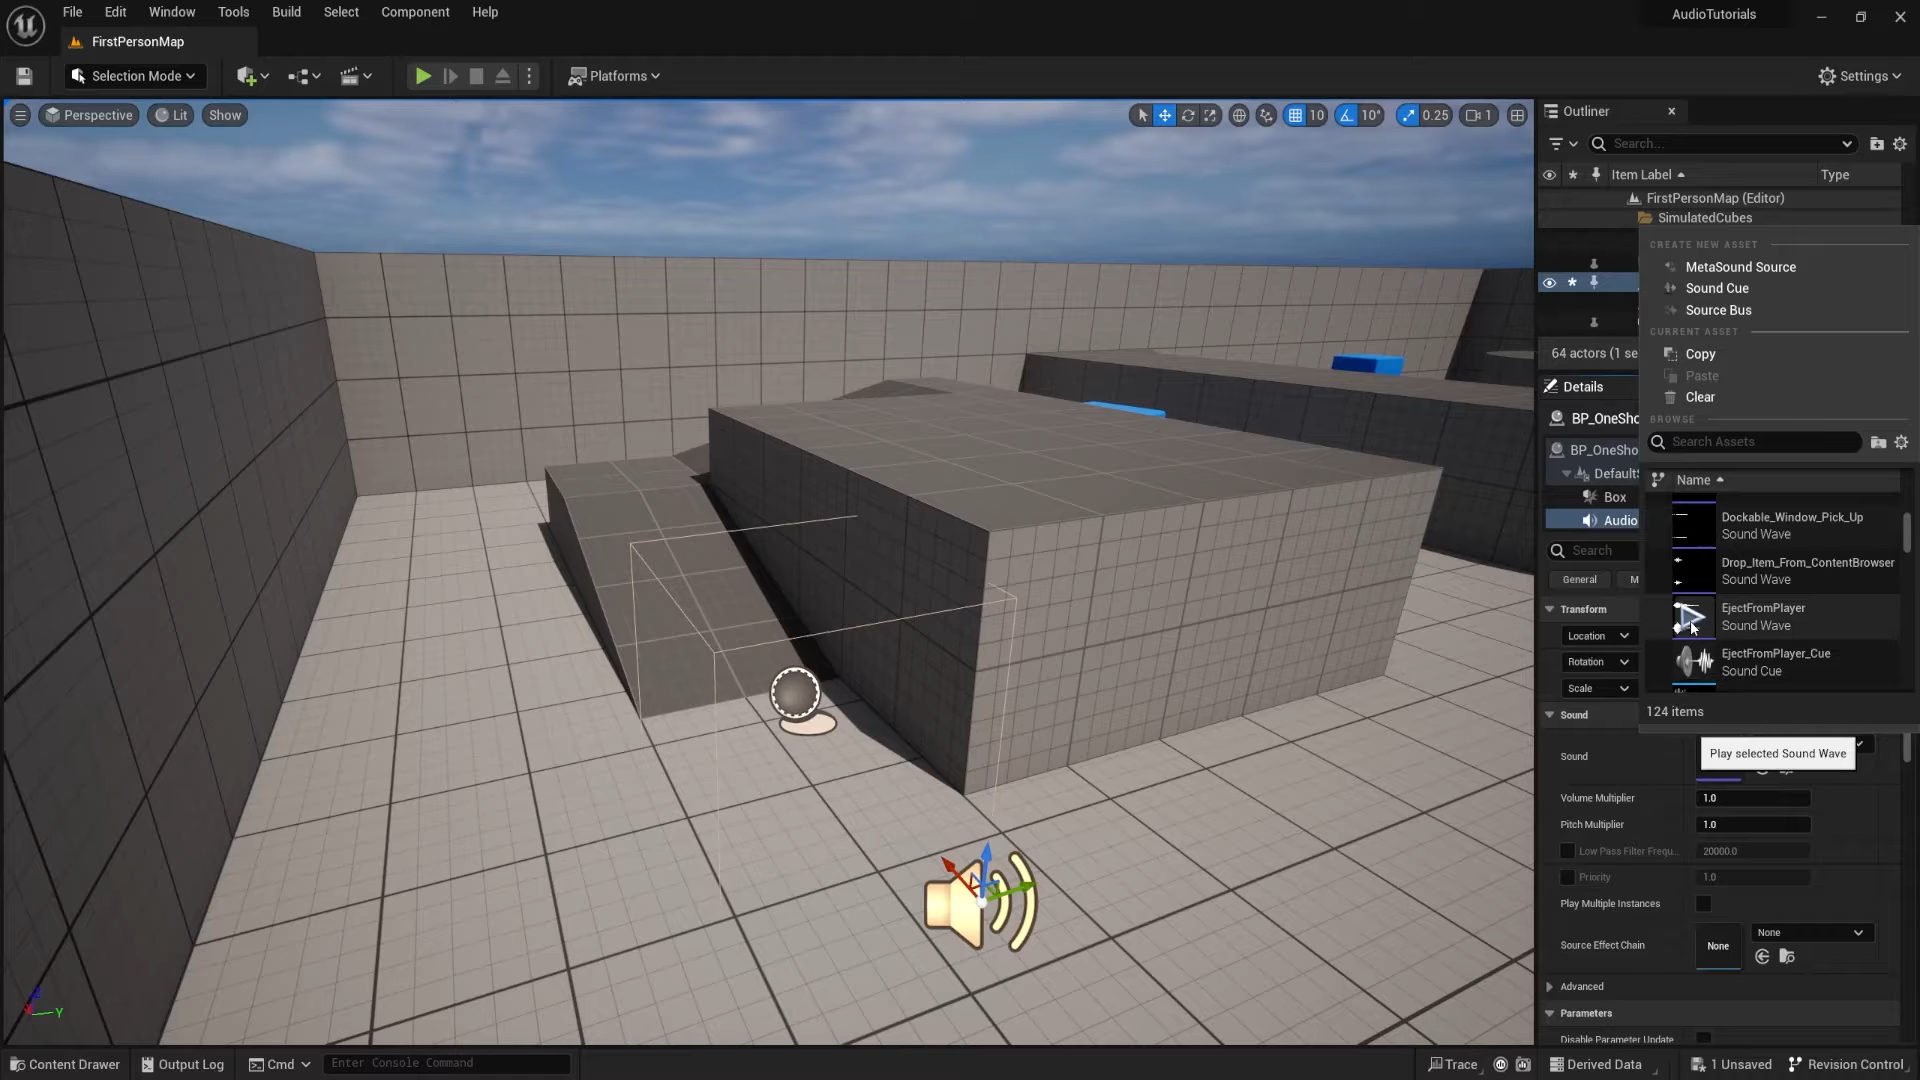 File Edit Window Tools Build Select Component Help
AudioTutorials
FirstPersonMap
Selection Mode
Platforms
Settings
Perspective Lit Show
10 10° 0.25 1
Outliner
Search...
Item Label Type
FirstPersonMap (Editor)
SimulatedCubes
CREATE NEW ASSET
MetaSound Source
Sound Cue
Source Bus
CURRENT ASSET
64 actors (1 se
Copy
Paste
Details
Clear
BP_OneSho
BROWSE
Search Assets
BP_OneSho
Default
Name
Box
Audio
Dockable_Window_Pick_Up
Sound Wave
Search
Drop_Item_From_ContentBrowser
Sound Wave
General M
Transform
EjectFromPlayer
Sound Wave
Location
EjectFromPlayer_Cue
Sound Cue
Rotation
Scale
124 items
Sound
Sound
Play selected Sound Wave
Volume Multiplier 1.0
Pitch Multiplier 1.0
Low Pass Filter Frequ... 20000.0
Priority 1.0
Play Multiple Instances
Source Effect Chain None None
Advanced
Parameters
Disable Parameter Update
Y
Content Drawer Output Log Cmd Enter Console Command
Trace Derived Data 1 Unsaved Revision Control